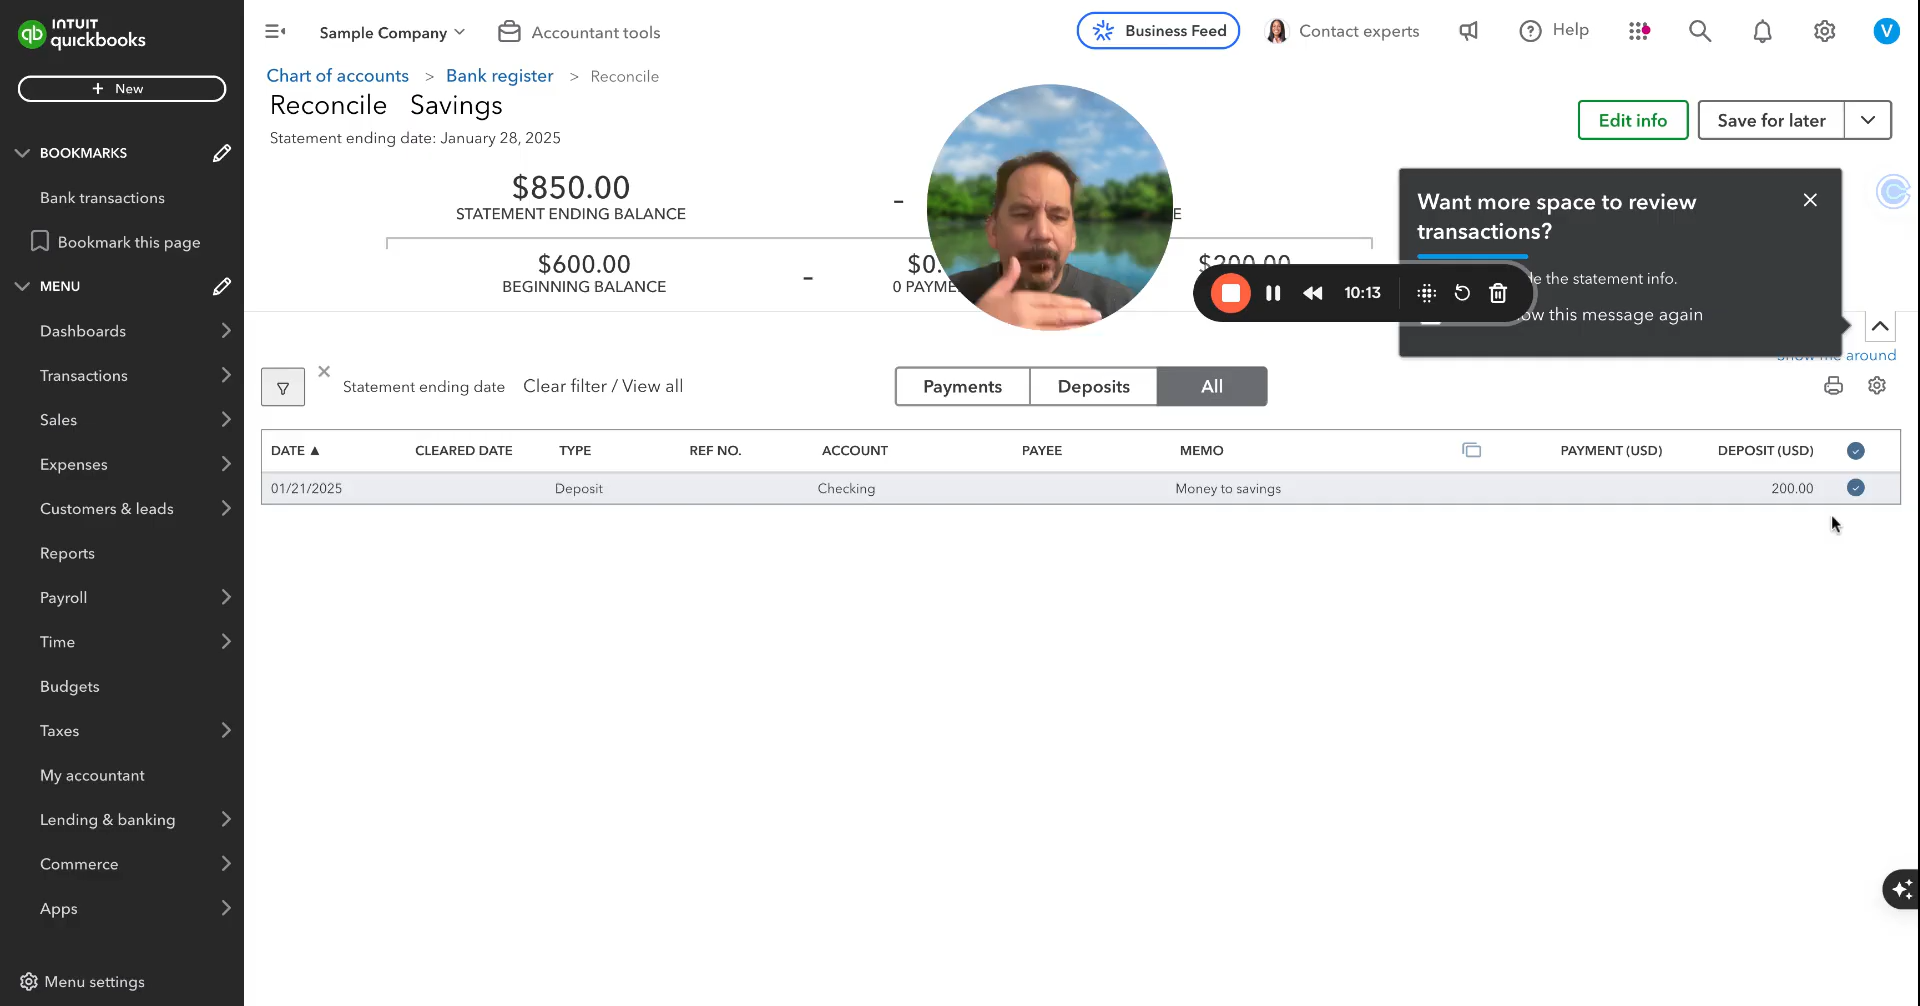 INTUIT
quickbooks
+ New
BOOKMARKS
Bank transactions
Bookmark this page
MENU
Dashboards
Transactions
Sales
Expenses
Customers & leads
Reports
Payroll
Time
Budgets
Taxes
My accountant
Lending & banking
Commerce
Apps
Menu settings
Sample Company
Accountant tools
Business Feed
Contact experts
Help
V
Chart of accounts > Bank register > Reconcile
Reconcile Savings
Statement ending date: January 28, 2025
Edit info
Save for later
$850.00
STATEMENT ENDING BALANCE
-
$600.00
BEGINNING BALANCE
-
$0.
0
$200.00
Want more space to review
transactions?
the statement info.
this message again
10:13
around
Statement ending date
Clear filter / View all
Payments
Deposits
All
DATE ▲ CLEARED DATE TYPE REF NO. ACCOUNT PAYEE MEMO PAYMENT (USD) DEPOSIT (USD)
01/21/2025 Deposit Checking Money to savings 200.00